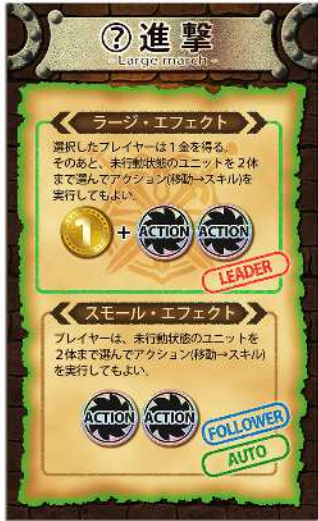 ?進撃
- Large march -
ラージ・エフェクト
選択したプレイヤーは1金を得る。
そのあと、未行動状態のユニットを2体
まで選んでアクション(移動→スキル)を
実行してもよい。
1 + ACTION ACTION
LEADER
スモール・エフェクト
プレイヤーは、未行動状態のユニットを
2体まで選んでアクション(移動→スキル)
を実行してもよい。
ACTION ACTION
FOLLOWER
AUTO